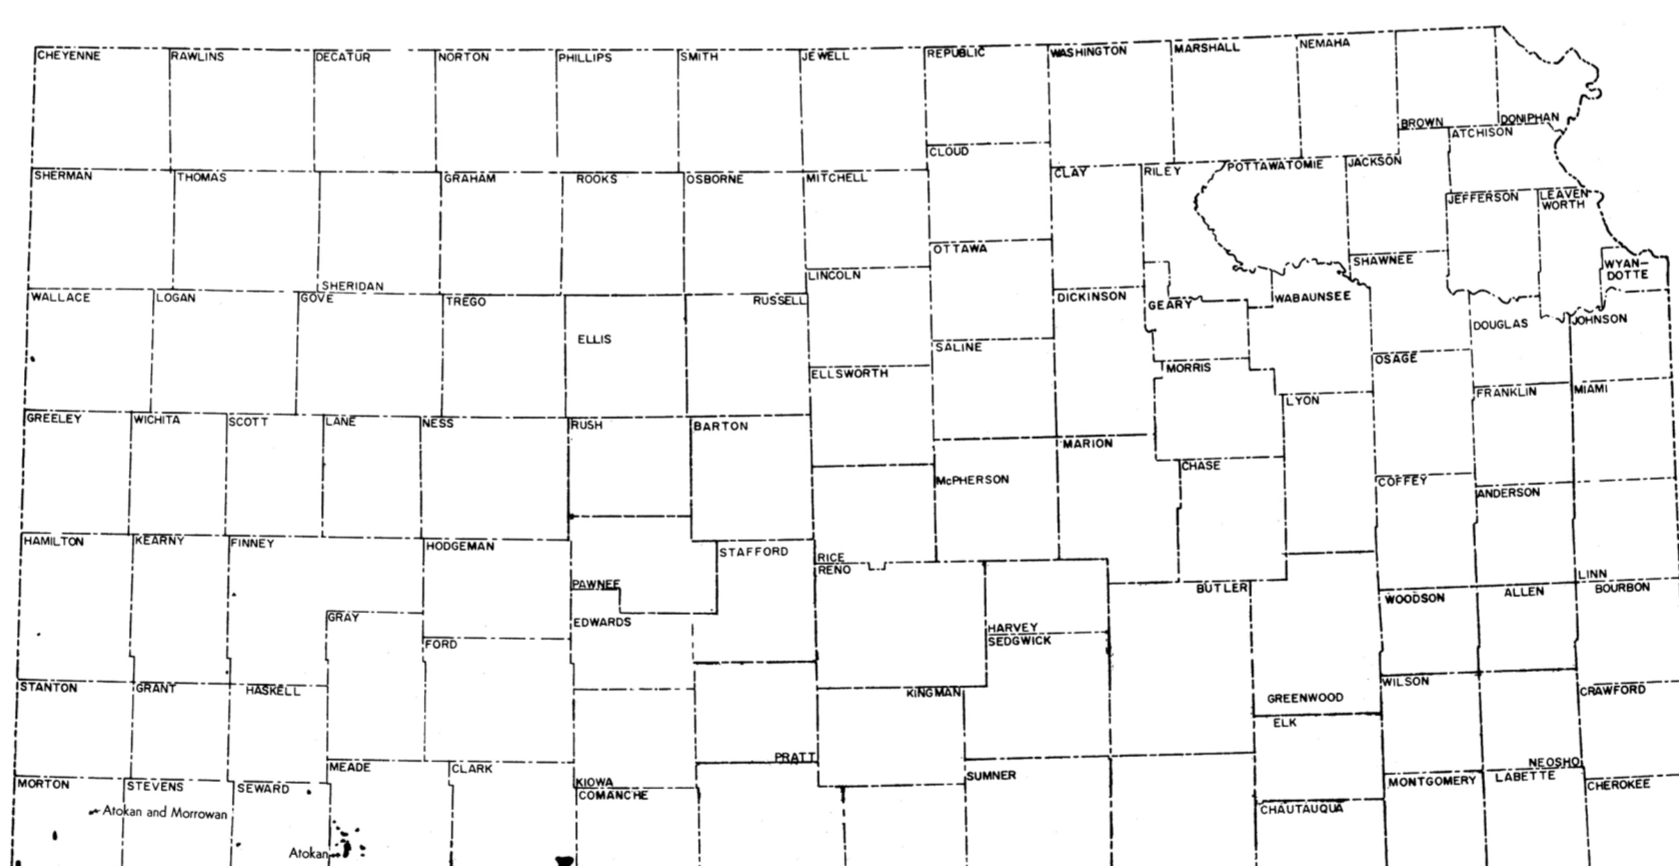 CHEYENNE
RAWLINS
DECATUR
NORTON
PHILLIPS
SMITH
JEWELL
REPUBLIC
WASHINGTON
MARSHALL
NEMAHA
BROWN
DONIPHAN
ATCHISON
CLOUD
SHERMAN
THOMAS
SHERIDAN
GRAHAM
ROOKS
OSBORNE
MITCHELL
CLAY
RILEY
POTTAWATOMIE
JACKSON
JEFFERSON
LEAVEN
WORTH
OTTAWA
LINCOLN
SHAWNEE
WYAN-
DOTTE
WALLACE
LOGAN
GOVE
TREGO
ELLIS
RUSSELL
DICKINSON
GEARY
WABAUNSEE
DOUGLAS
JOHNSON
SALINE
ELLSWORTH
MORRIS
OSAGE
LYON
FRANKLIN
MIAMI
GREELEY
WICHITA
SCOTT
LANE
NESS
RUSH
BARTON
MARION
CHASE
McPHERSON
COFFEY
ANDERSON
LINN
HAMILTON
KEARNY
FINNEY
HODGEMAN
PAWNEE
STAFFORD
RICE
RENO
BUTLER
WOODSON
ALLEN
BOURBON
GRAY
FORD
EDWARDS
HARVEY
SEDGWICK
STANTON
GRANT
HASKELL
KINGMAN
GREENWOOD
ELK
WILSON
CRAWFORD
NEOSHO
PRATT
MEADE
CLARK
KIOWA
COMANCHE
SUMNER
MONTGOMERY
LABETTE
CHEROKEE
MORTON
STEVENS
SEWARD
CHAUTAUQUA
Atokan and Morrowan
Atokan